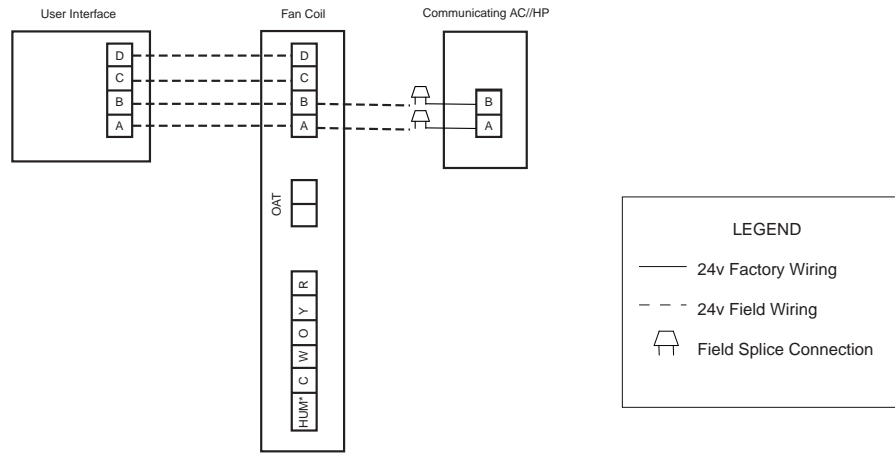 User Interface
Fan Coil
Communicating AC//HP
D
C
B
A
D
C
B
A
B
A
OAT
R
Y
O
W
C
HUM*
LEGEND
24v Factory Wiring
24v Field Wiring
Field Splice Connection